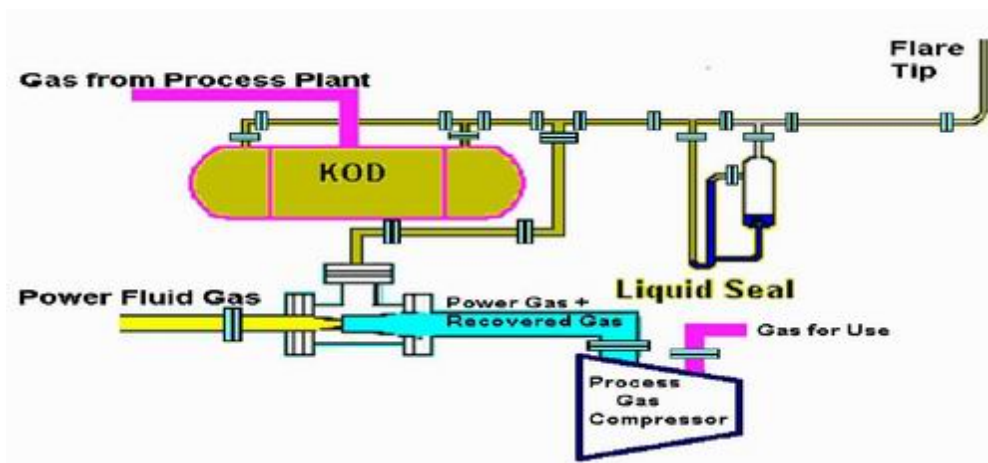 Flare
Tip
Gas from Process Plant
KOD
Liquid Seal
Power Fluid Gas
Power Gas +
Recovered Gas
Gas for Use
Process
Gas
Compressor